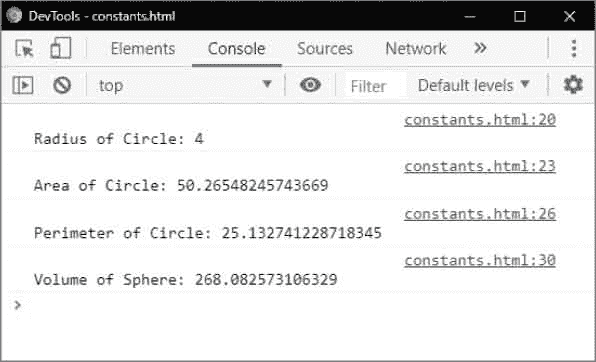 DevTools - constants.html
Elements Console Sources Network »
top Filter Default levels
constants.html:20
Radius of Circle: 4
constants.html:23
Area of Circle: 50.26548245743669
constants.html:26
Perimeter of Circle: 25.132741228718345
constants.html:30
Volume of Sphere: 268.082573106329
>